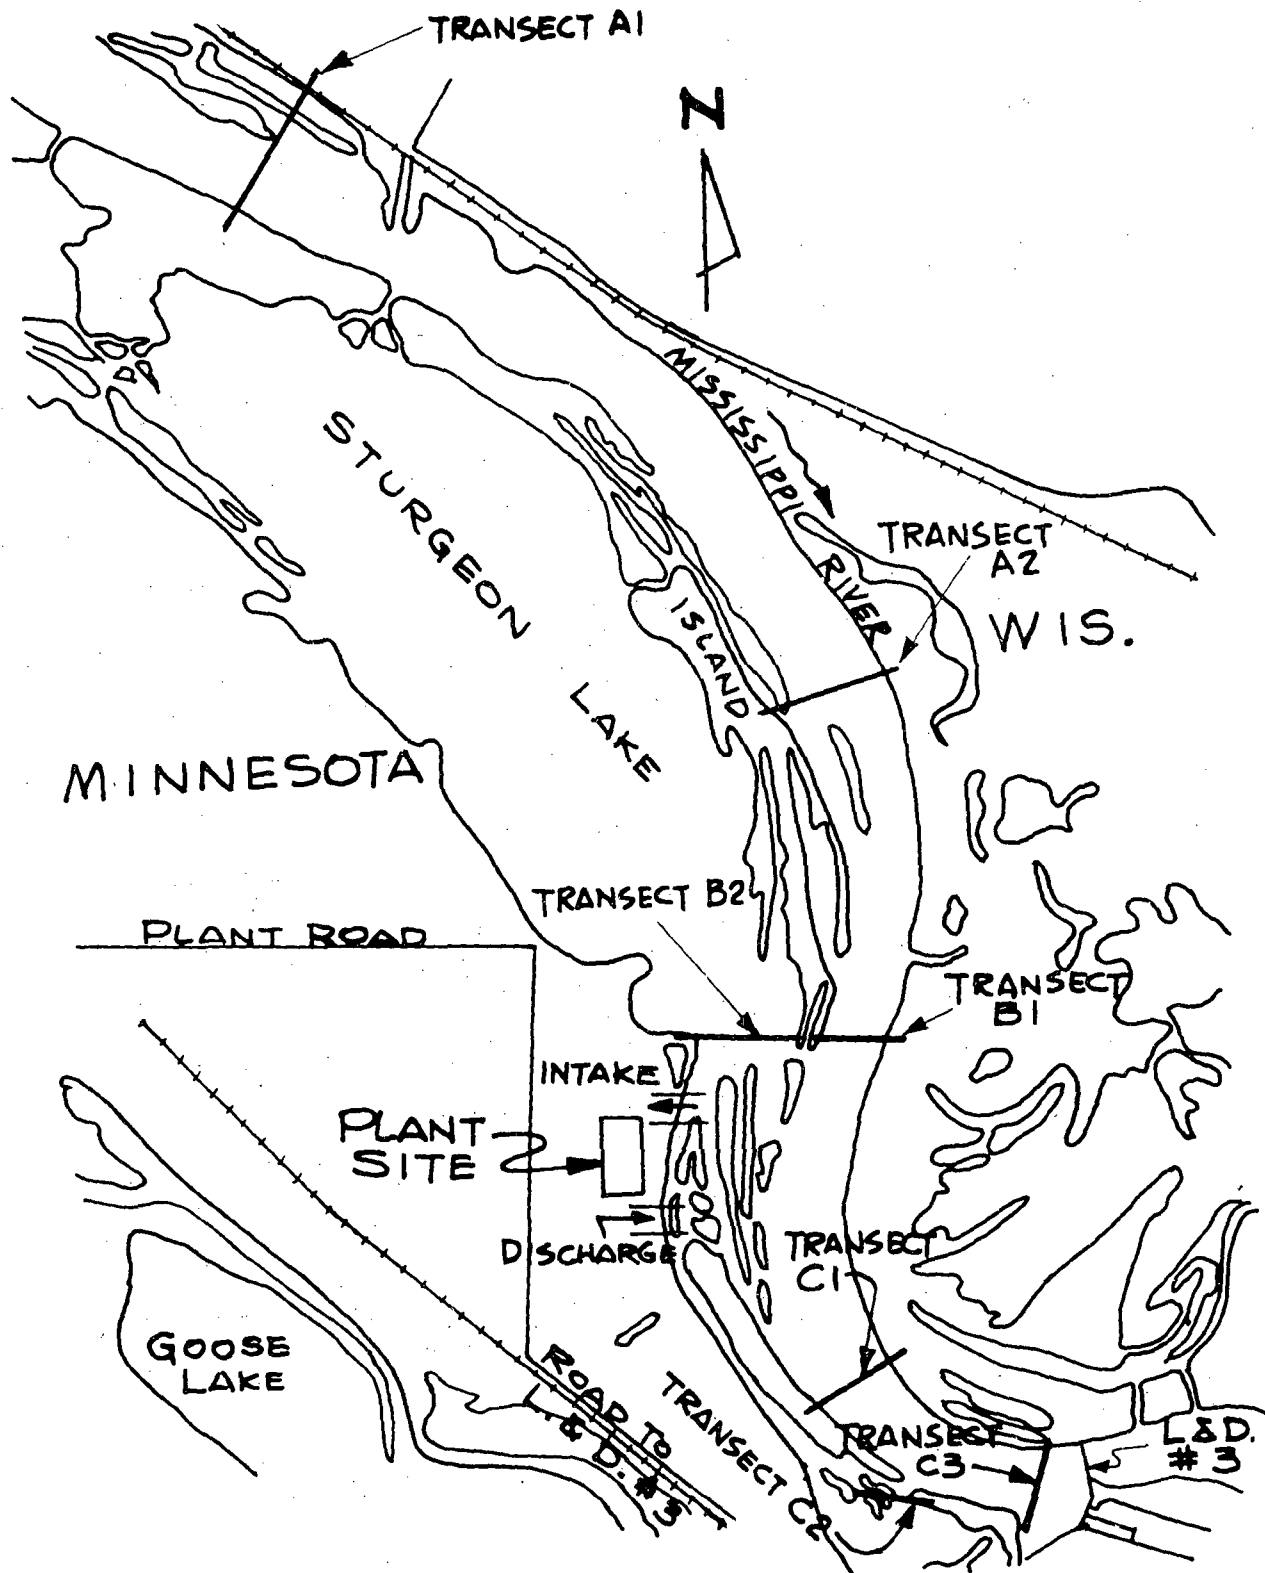 TRANSECT A1
N
MISSISSIPPI
RIVER
STURGEON
LAKE
TRANSECT
A2
WIS.
ISLAND
MINNESOTA
TRANSECT B2
PLANT ROAD
TRANSECT
B1
INTAKE
PLANT
SITE
DISCHARGE
TRANSECT
C1
GOOSE
LAKE
ROAD TO
L. & D. #3
TRANSECT C2
TRANSECT
C3
L & D.
# 3